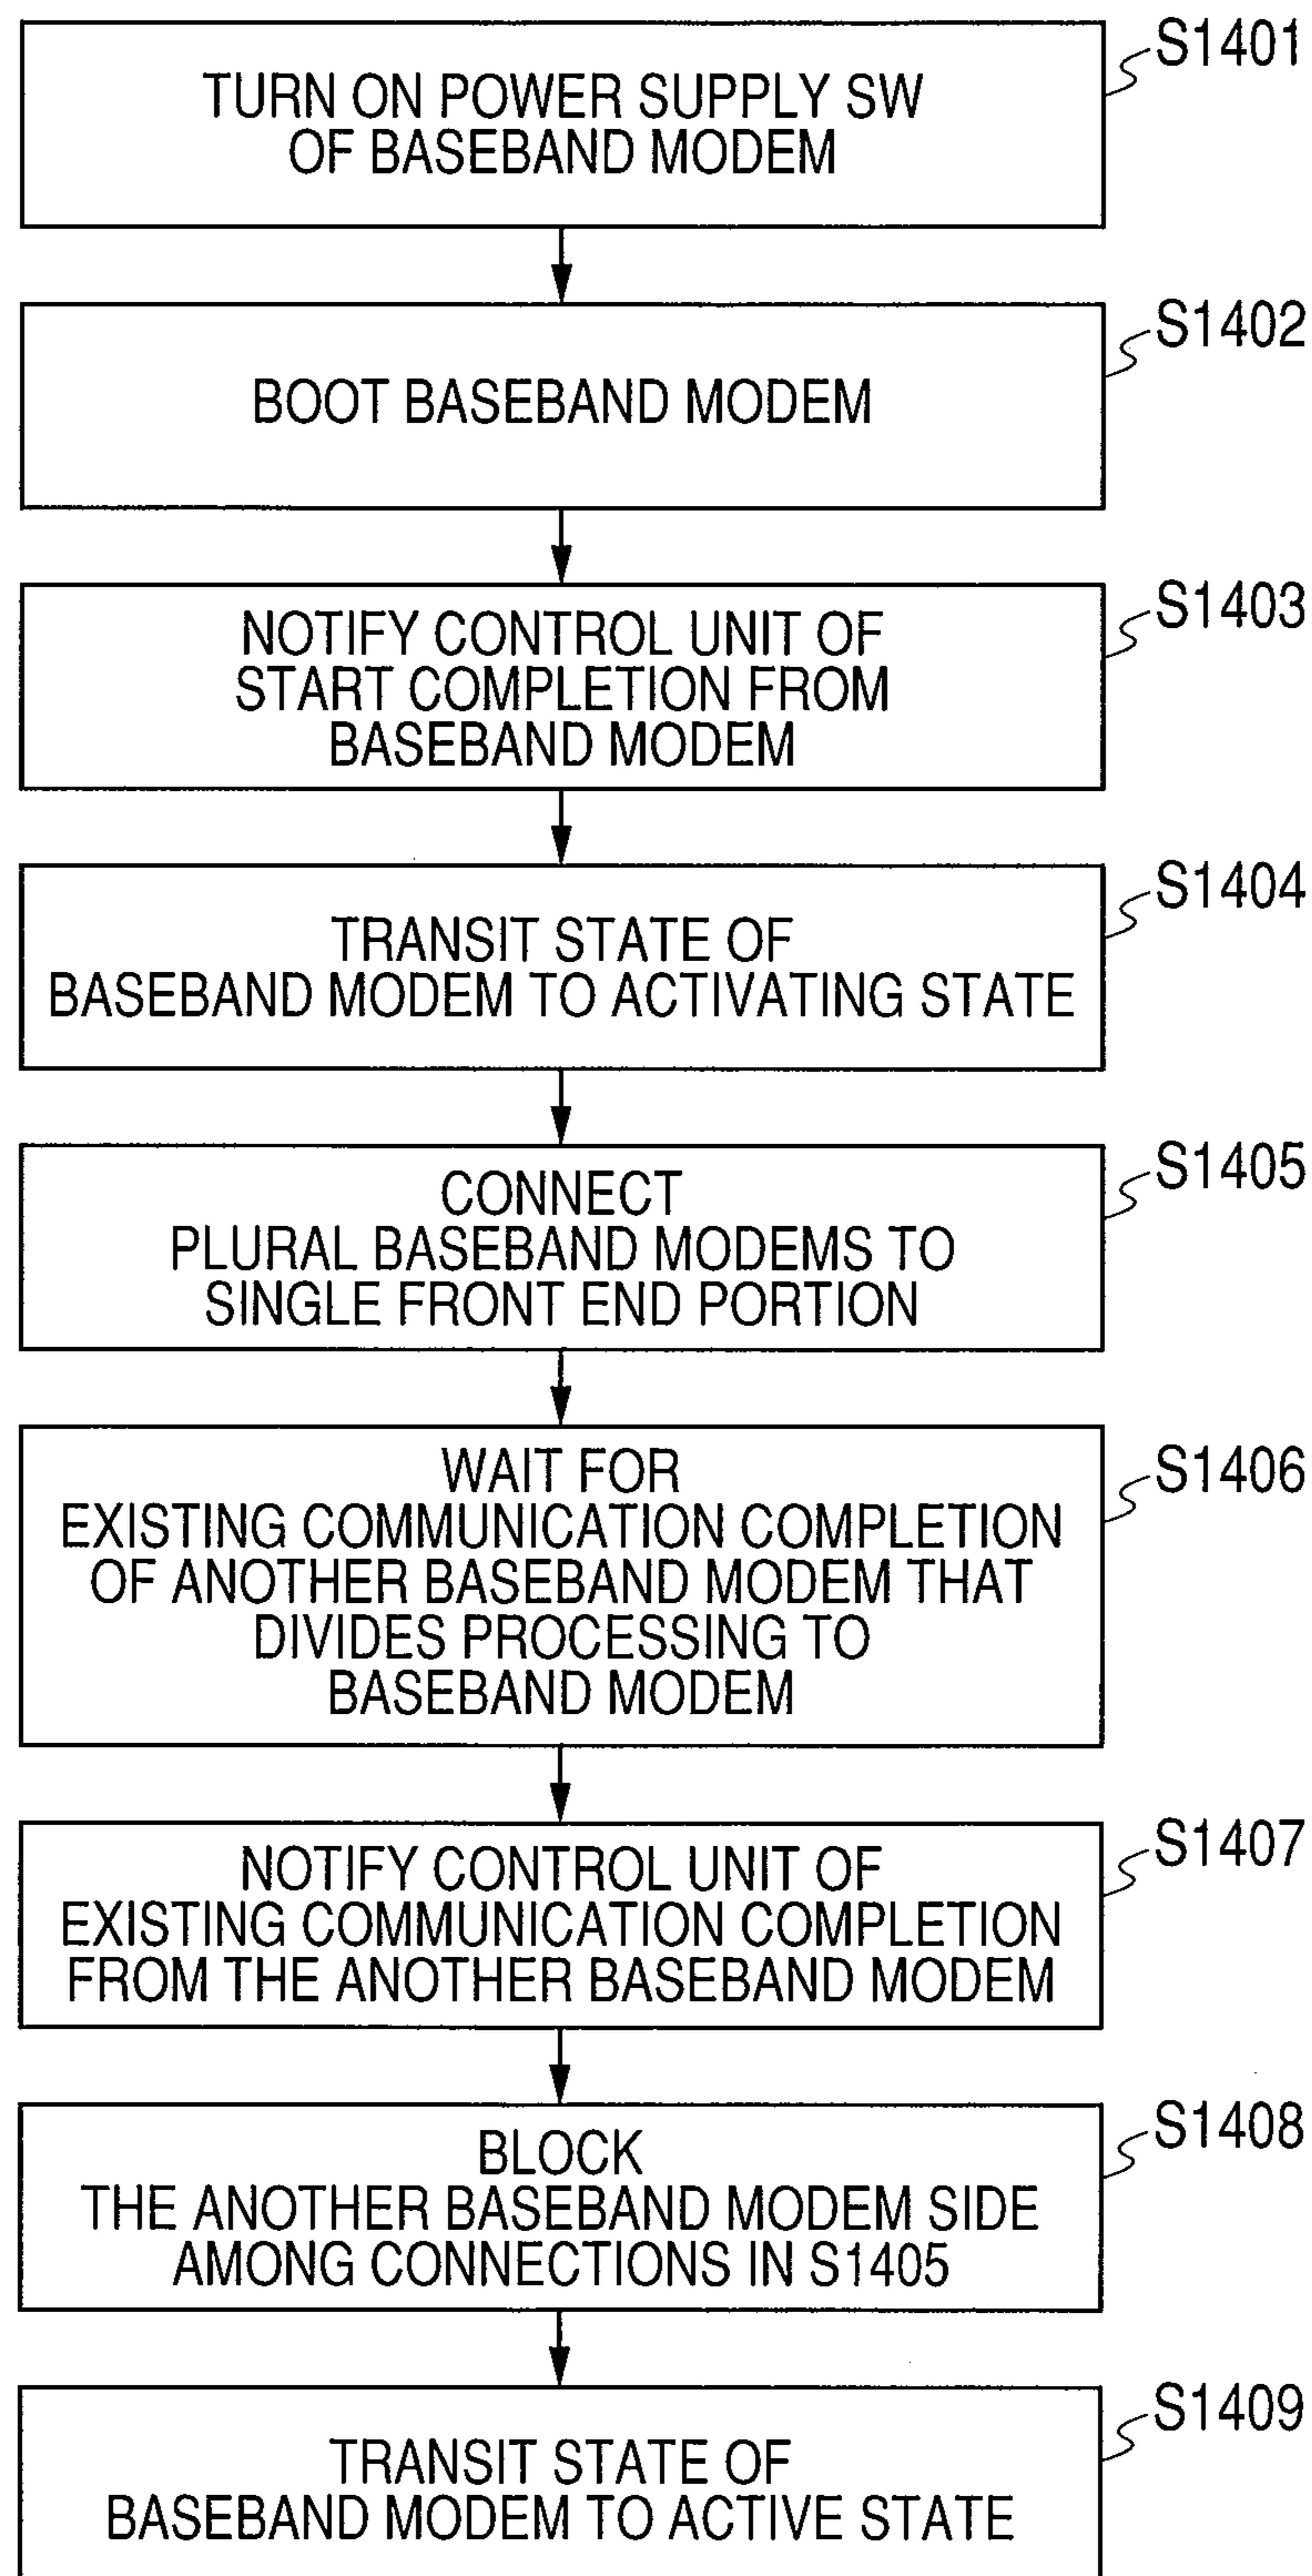 S1401
TURN ON POWER SUPPLY SW
OF BASEBAND MODEM
S1402
BOOT BASEBAND MODEM
S1403
NOTIFY CONTROL UNIT OF
START COMPLETION FROM
BASEBAND MODEM
S1404
TRANSIT STATE OF
BASEBAND MODEM TO ACTIVATING STATE
S1405
CONNECT
PLURAL BASEBAND MODEMS TO
SINGLE FRONT END PORTION
S1406
WAIT FOR
EXISTING COMMUNICATION COMPLETION
OF ANOTHER BASEBAND MODEM THAT
DIVIDES PROCESSING TO
BASEBAND MODEM
S1407
NOTIFY CONTROL UNIT OF
EXISTING COMMUNICATION COMPLETION
FROM THE ANOTHER BASEBAND MODEM
S1408
BLOCK
THE ANOTHER BASEBAND MODEM SIDE
AMONG CONNECTIONS IN S1405
S1409
TRANSIT STATE OF
BASEBAND MODEM TO ACTIVE STATE